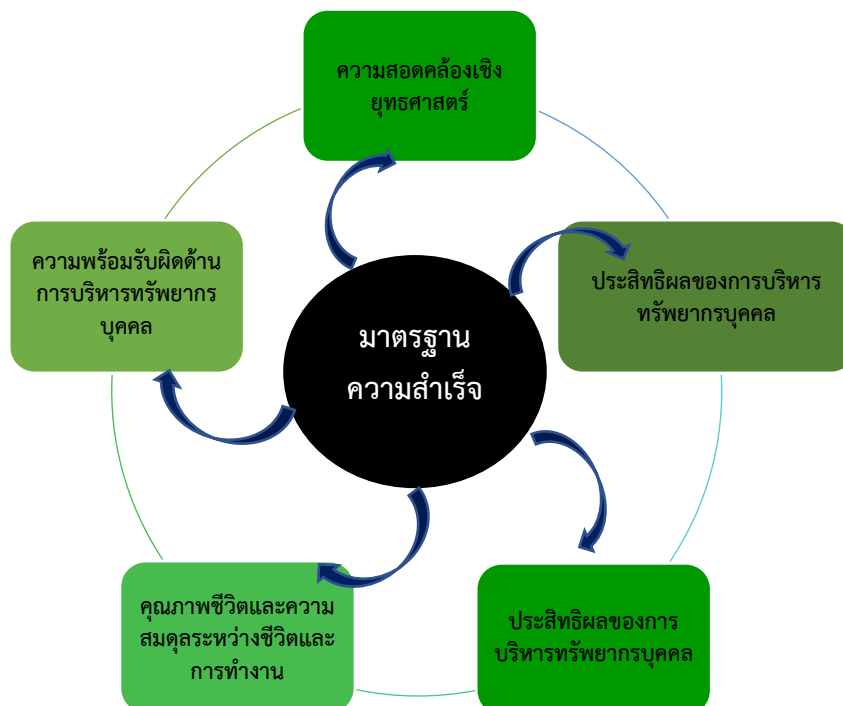 ความสอดคล้องเชิง
ยุทธศาสตร์
ประสิทธิผลของการบริหาร
ทรัพยากรบุคคล
ประสิทธิผลของการ
บริหารทรัพยากรบุคคล
คุณภาพชีวิตและความ
สมดุลระหว่างชีวิตและ
การทำงาน
ความพร้อมรับผิดด้าน
การบริหารทรัพยากร
บุคคล
มาตรฐาน
ความสำเร็จ